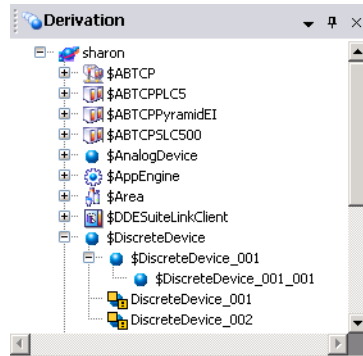 Derivation
sharon
$ABTCP
$ABTCPPLC5
$ABTCPPyramidEI
$ABTCPSLC500
$AnalogDevice
$AppEngine
$Area
$DDESuiteLinkClient
$DiscreteDevice
$DiscreteDevice_001
$DiscreteDevice_001_001
DiscreteDevice_001
DiscreteDevice_002